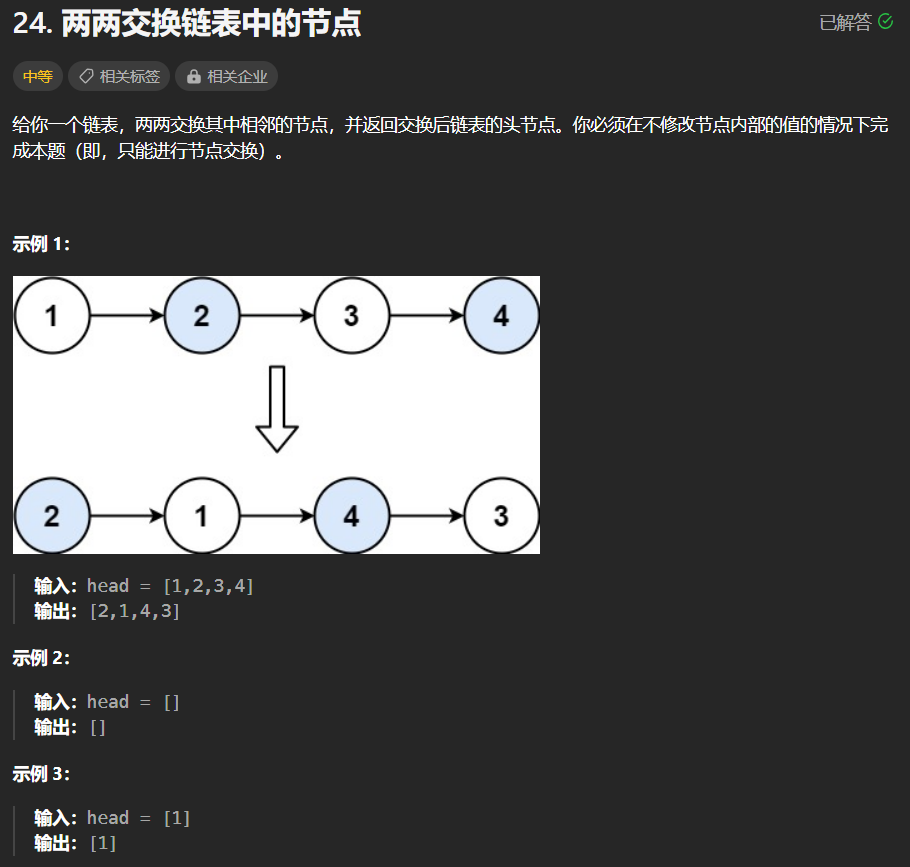 24. 两两交换链表中的节点
已解答
中等
相关标签
相关企业
给你一个链表，两两交换其中相邻的节点，并返回交换后链表的头节点。你必须在不修改节点内部的值的情况下完
成本题（即，只能进行节点交换）。
示例 1：
1 2 3 4
2 1 4 3
输入：head = [1,2,3,4]
输出：[2,1,4,3]
示例 2：
输入：head = []
输出：[]
示例 3：
输入：head = [1]
输出：[1]